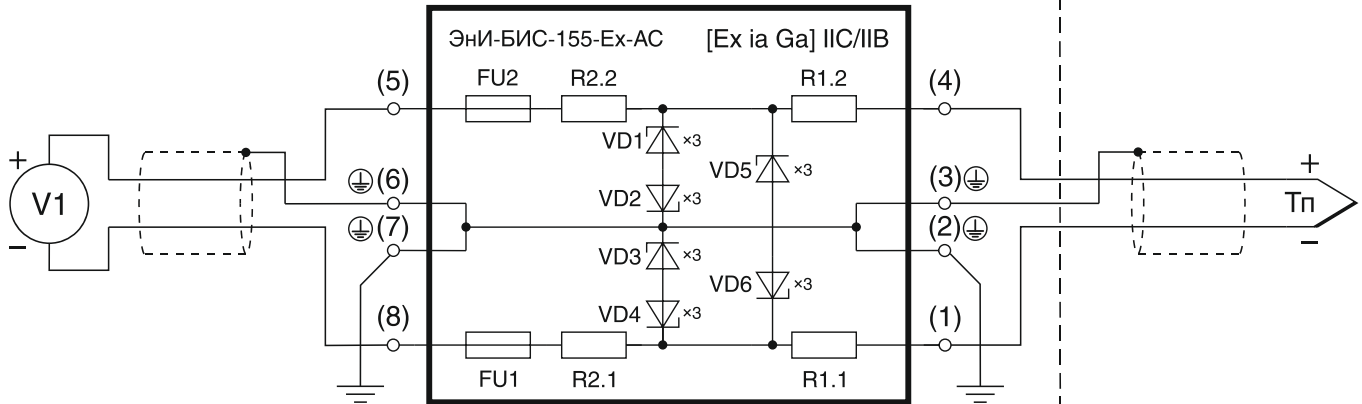 ЭнИ-БИС-155-Ex-AC [Ex ia Ga] IIC/IIB
(5) FU2 R2.2 R1.2 (4)
VD1 ×3
VD5 ×3
+ (6) VD2 ×3 (3) +
V1 Тп
− (7) (2) −
VD3 ×3
VD6 ×3
VD4 ×3
(8) (1)
FU1 R2.1 R1.1